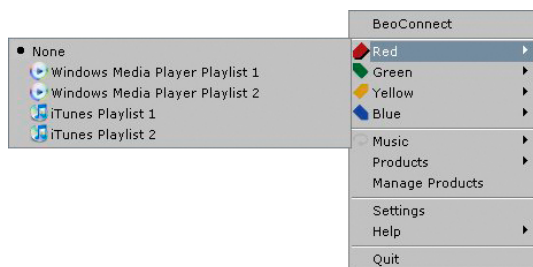 BeoConnect
Red
Green
Yellow
Blue
Music
Products
Manage Products
Settings
Help
Quit
None
Windows Media Player Playlist 1
Windows Media Player Playlist 2
iTunes Playlist 1
iTunes Playlist 2